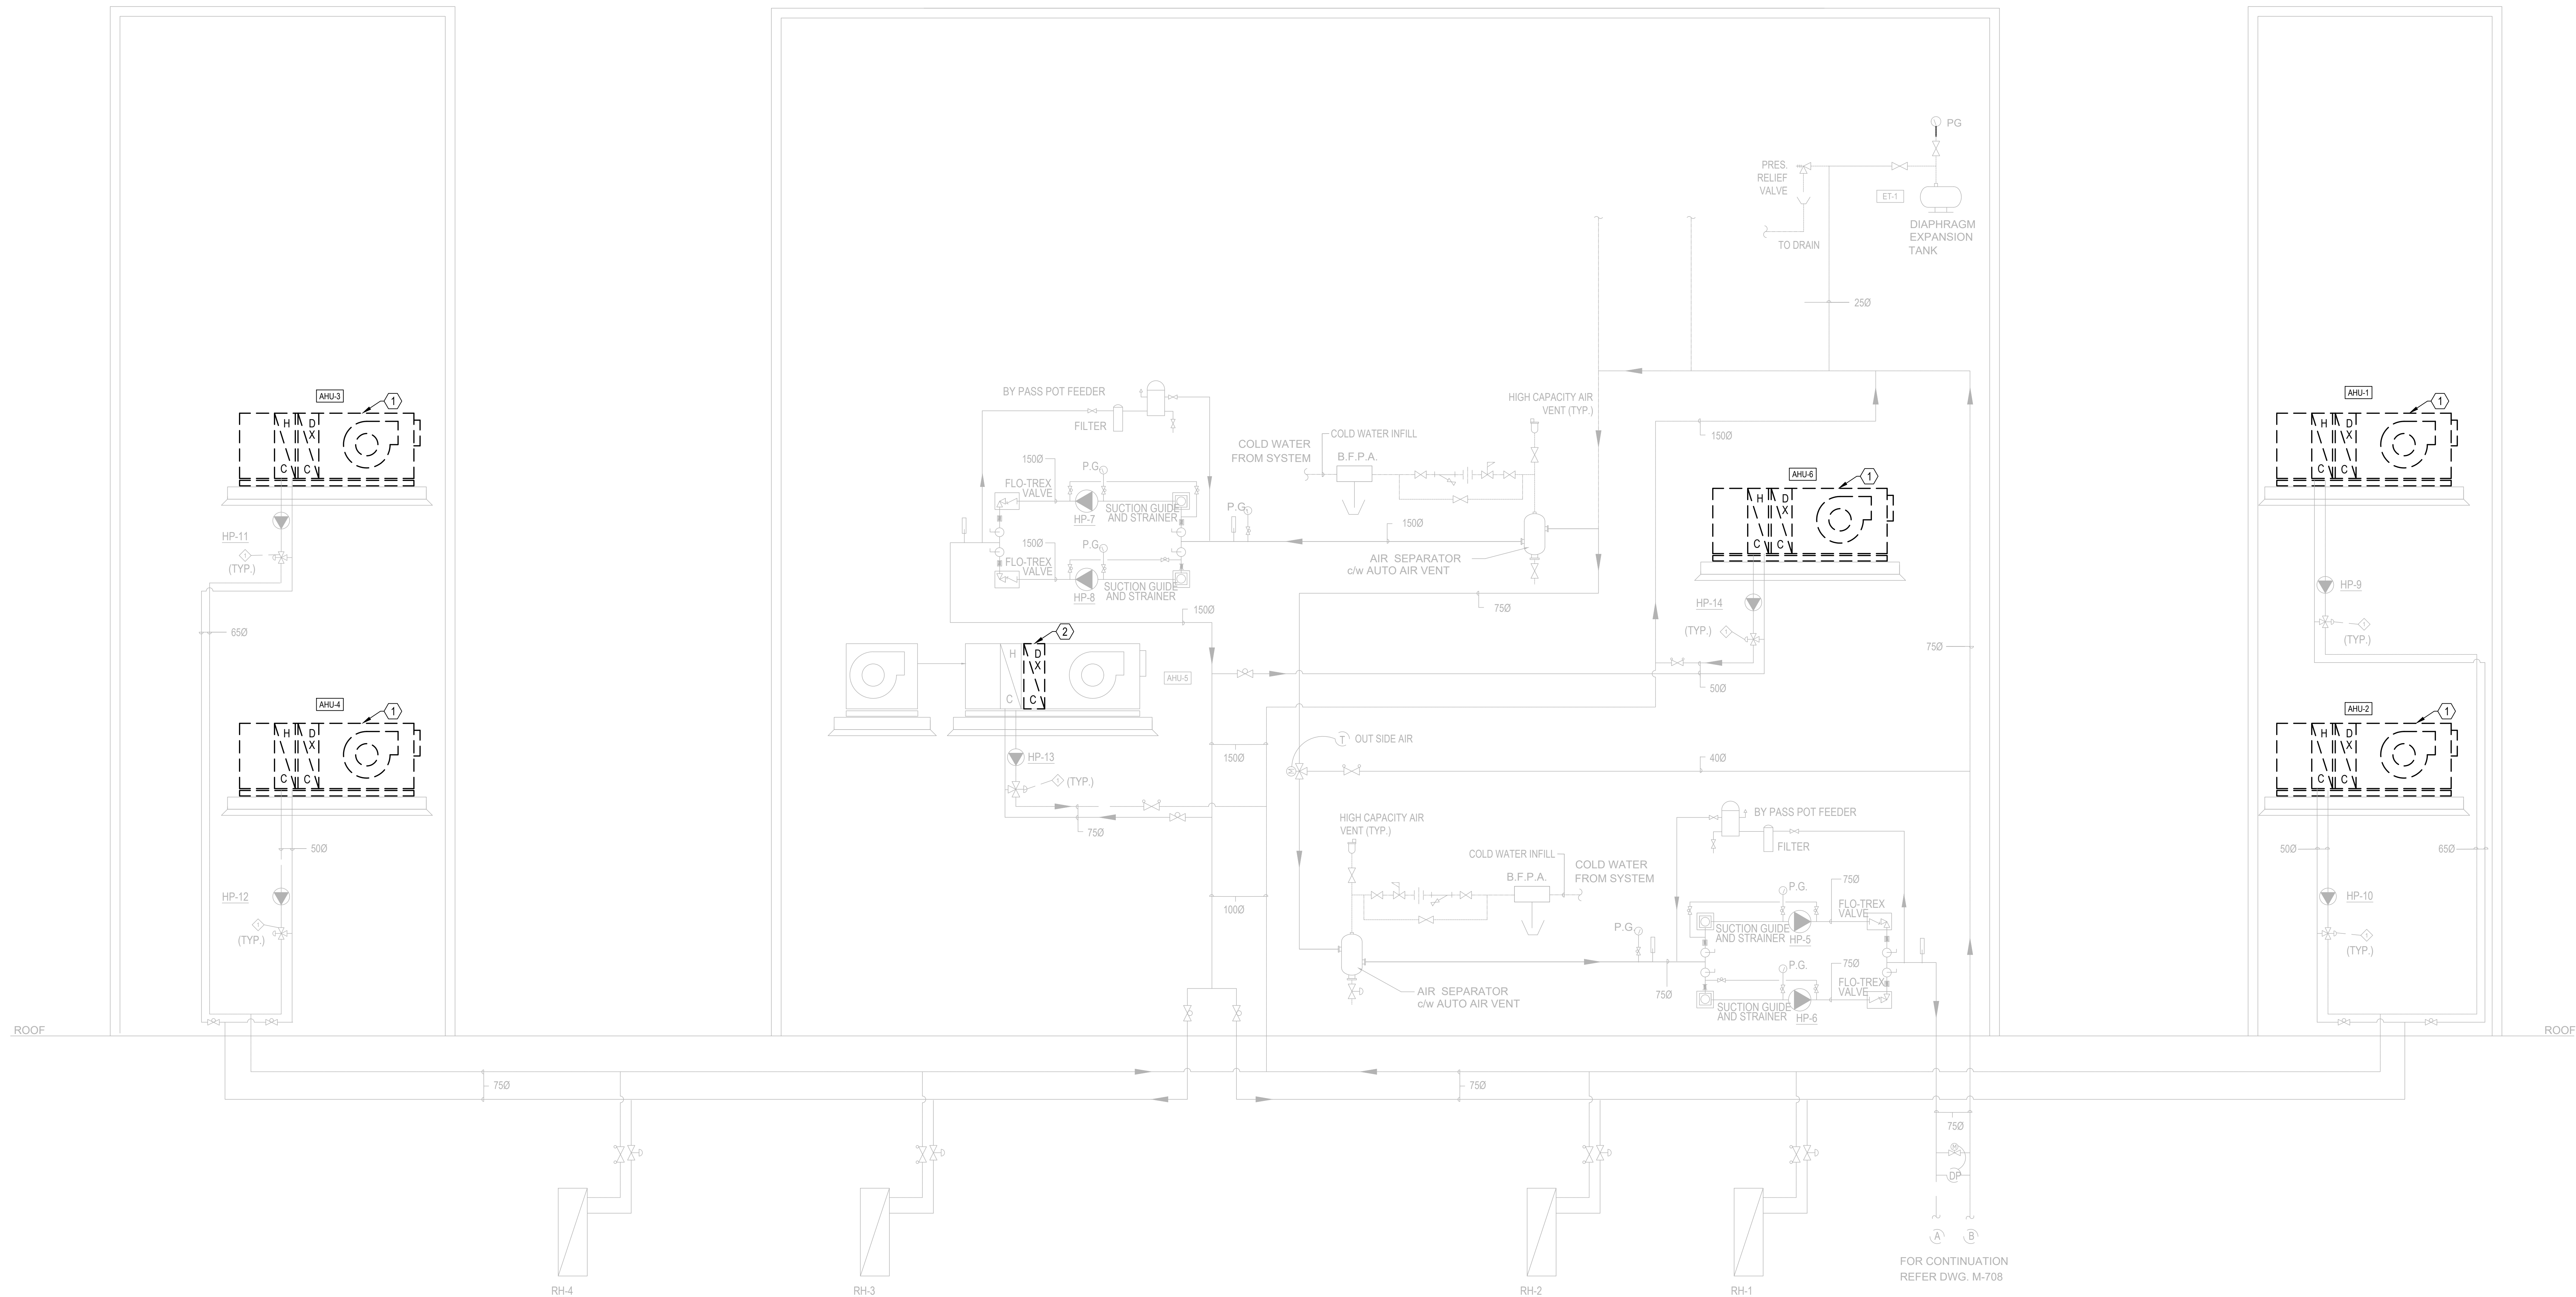 PG
PRES.
RELIEF
VALVE
ET-1
DIAPHRAGM
EXPANSION
TANK
TO DRAIN
25Ø
AHU-3
1
H
C
D
X
C
HP-11
1
(TYP.)
65Ø
AHU-4
1
H
C
D
X
C
50Ø
HP-12
1
(TYP.)
BY PASS POT FEEDER
FILTER
150Ø
P.G.
FLO-TREX
VALVE
SUCTION GUIDE
AND STRAINER
HP-7
150Ø
P.G.
FLO-TREX
VALVE
SUCTION GUIDE
AND STRAINER
HP-8
P.G.
150Ø
COLD WATER
FROM SYSTEM
COLD WATER INFILL
B.F.P.A.
HIGH CAPACITY AIR
VENT (TYP.)
AIR SEPARATOR
c/w AUTO AIR VENT
150Ø
75Ø
150Ø
AHU-6
1
H
C
D
X
C
HP-14
(TYP.)
1
50Ø
75Ø
2
H
C
D
X
C
AHU-5
HP-13
1
(TYP.)
75Ø
150Ø
100Ø
T
OUT SIDE AIR
M
40Ø
HIGH CAPACITY AIR
VENT (TYP.)
COLD WATER INFILL
COLD WATER
FROM SYSTEM
B.F.P.A.
AIR SEPARATOR
c/w AUTO AIR VENT
BY PASS POT FEEDER
FILTER
P.G.
75Ø
P.G.
75Ø
FLO-TREX
VALVE
SUCTION GUIDE
AND STRAINER
HP-5
P.G.
75Ø
FLO-TREX
VALVE
SUCTION GUIDE
AND STRAINER
HP-6
AHU-1
1
H
C
D
X
C
HP-9
1
(TYP.)
AHU-2
1
H
C
D
X
C
50Ø
65Ø
HP-10
1
(TYP.)
ROOF
ROOF
75Ø
75Ø
75Ø
M
DP
A
B
FOR CONTINUATION
REFER DWG. M-708
RH-4
RH-3
RH-2
RH-1